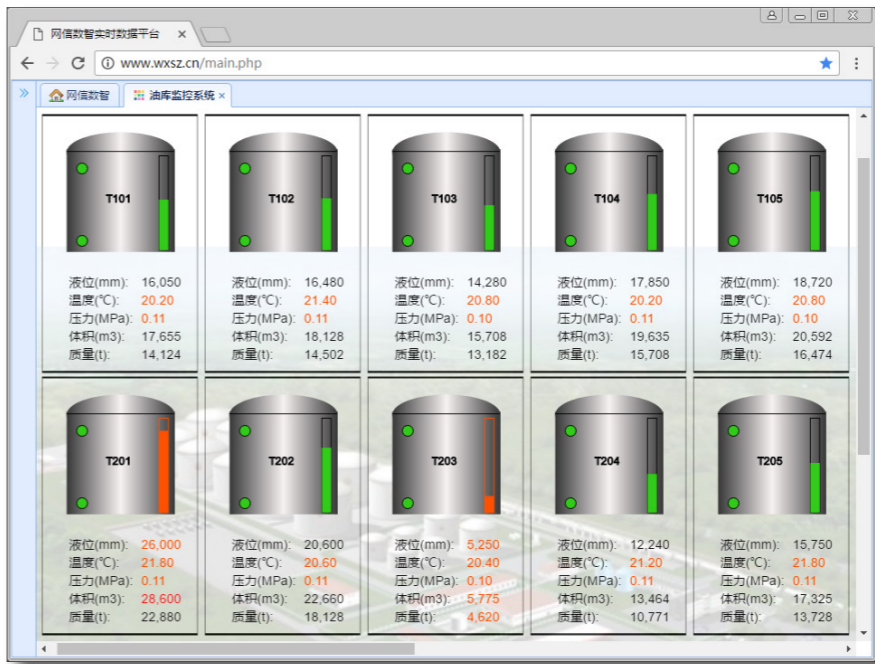 网信数智实时数据平台
www.wxsz.cn/main.php
网信数智 油库监控系统
T101 T102 T103 T104 T105
液位(mm): 16,050 液位(mm): 16,480 液位(mm): 14,280 液位(mm): 17,850 液位(mm): 18,720
温度(℃): 20.20 温度(℃): 21.40 温度(℃): 20.80 温度(℃): 20.20 温度(℃): 20.80
压力(MPa): 0.11 压力(MPa): 0.11 压力(MPa): 0.10 压力(MPa): 0.11 压力(MPa): 0.10
体积(m3): 17,655 体积(m3): 18,128 体积(m3): 15,708 体积(m3): 19,635 体积(m3): 20,592
质量(t): 14,124 质量(t): 14,502 质量(t): 13,182 质量(t): 15,708 质量(t): 16,474
T201 T202 T203 T204 T205
液位(mm): 26,000 液位(mm): 20,600 液位(mm): 5,250 液位(mm): 12,240 液位(mm): 15,750
温度(℃): 21.80 温度(℃): 20.60 温度(℃): 20.40 温度(℃): 21.20 温度(℃): 21.80
压力(MPa): 0.11 压力(MPa): 0.11 压力(MPa): 0.10 压力(MPa): 0.11 压力(MPa): 0.11
体积(m3): 28,600 体积(m3): 22,660 体积(m3): 5,775 体积(m3): 13,464 体积(m3): 17,325
质量(t): 22,880 质量(t): 18,128 质量(t): 4,620 质量(t): 10,771 质量(t): 13,728